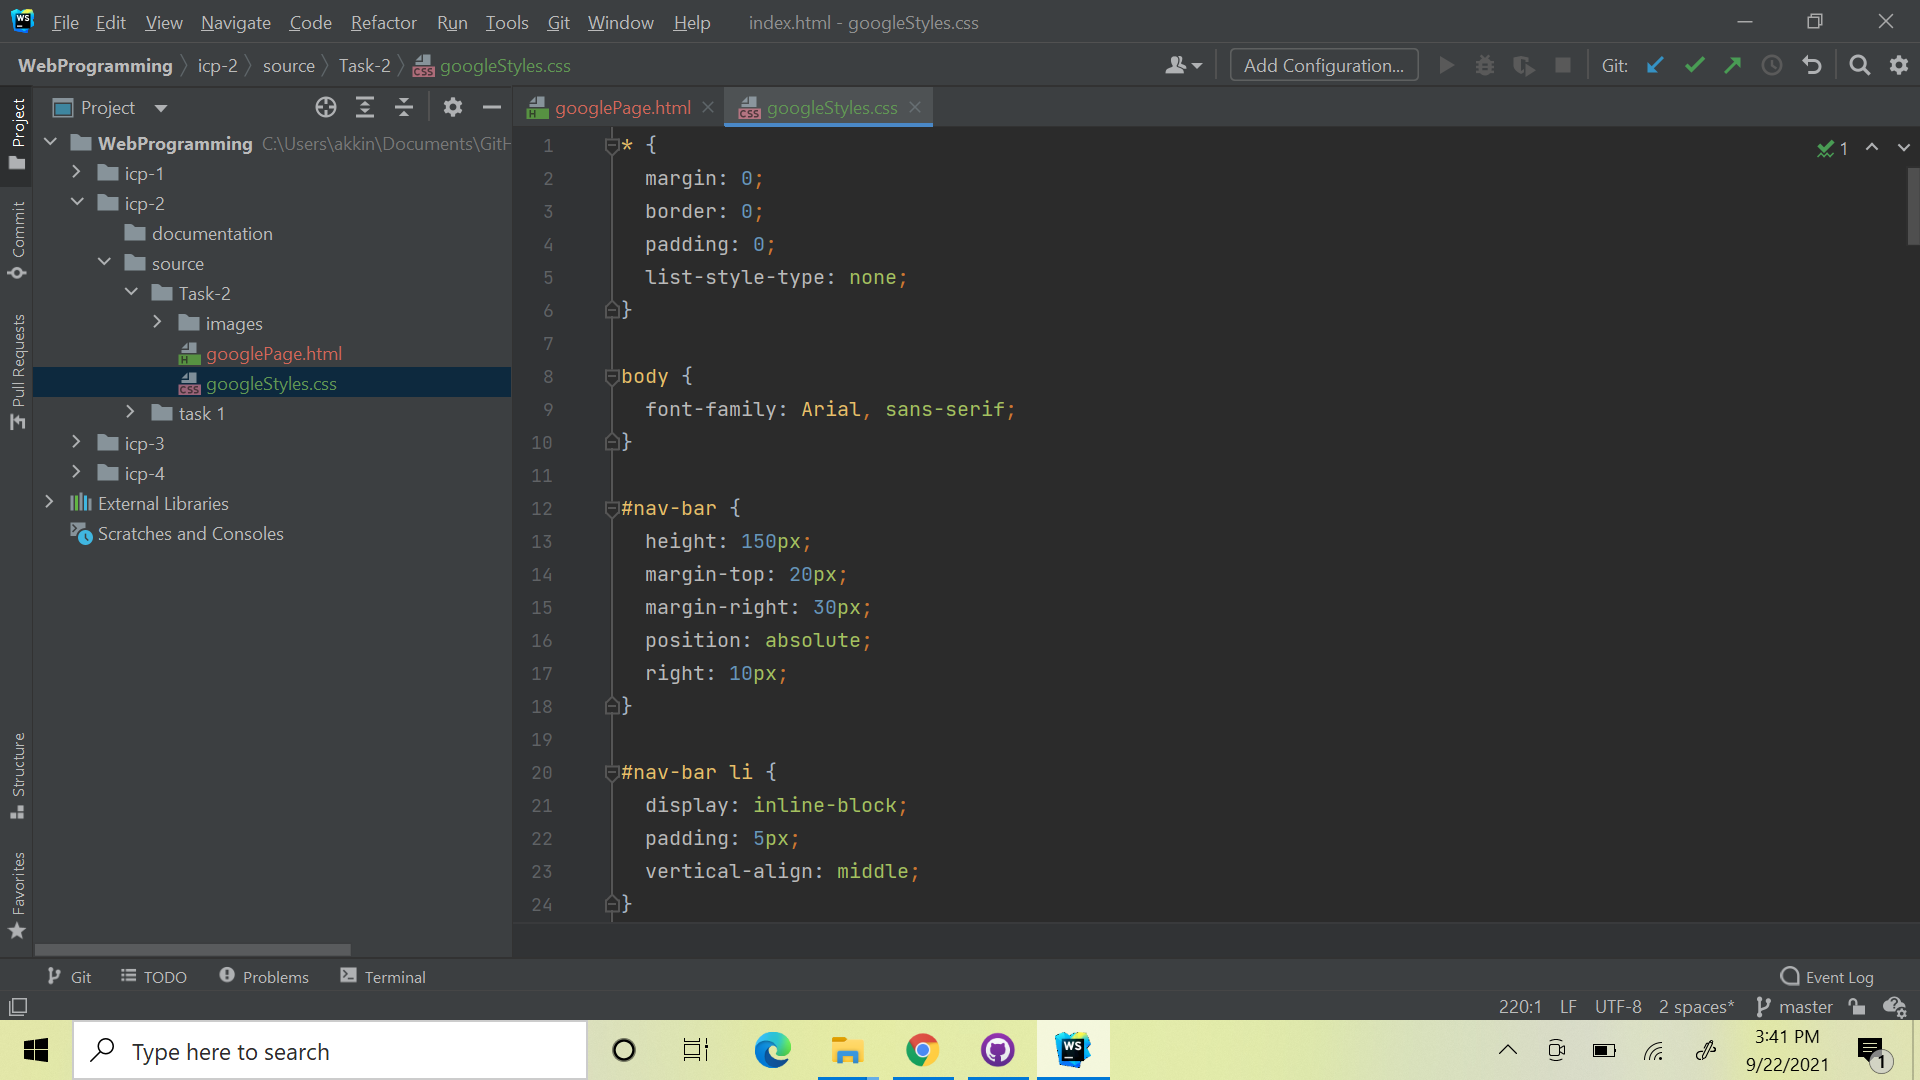 WS File Edit View Navigate Code Refactor Run Tools Git Window Help index.html - googleStyles.css
WebProgramming icp-2 source Task-2 CSS googleStyles.css Add Configuration... Git:
Project
H googlePage.html CSS googleStyles.css
WebProgramming C:\Users\akkin\Documents\GitH
icp-1
icp-2
documentation
source
Task-2
images
H googlePage.html
CSS googleStyles.css
task 1
icp-3
icp-4
External Libraries
Scratches and Consoles
Project
Commit
Pull Requests
Structure
Favorites
1 * {
2 margin: 0;
3 border: 0;
4 padding: 0;
5 list-style-type: none;
6 }
7
8 body {
9 font-family: Arial, sans-serif;
10 }
11
12 #nav-bar {
13 height: 150px;
14 margin-top: 20px;
15 margin-right: 30px;
16 position: absolute;
17 right: 10px;
18 }
19
20 #nav-bar li {
21 display: inline-block;
22 padding: 5px;
23 vertical-align: middle;
24 }
1
Git TODO Problems Terminal Event Log
220:1 LF UTF-8 2 spaces* master
Type here to search
WS
3:41 PM
9/22/2021
1